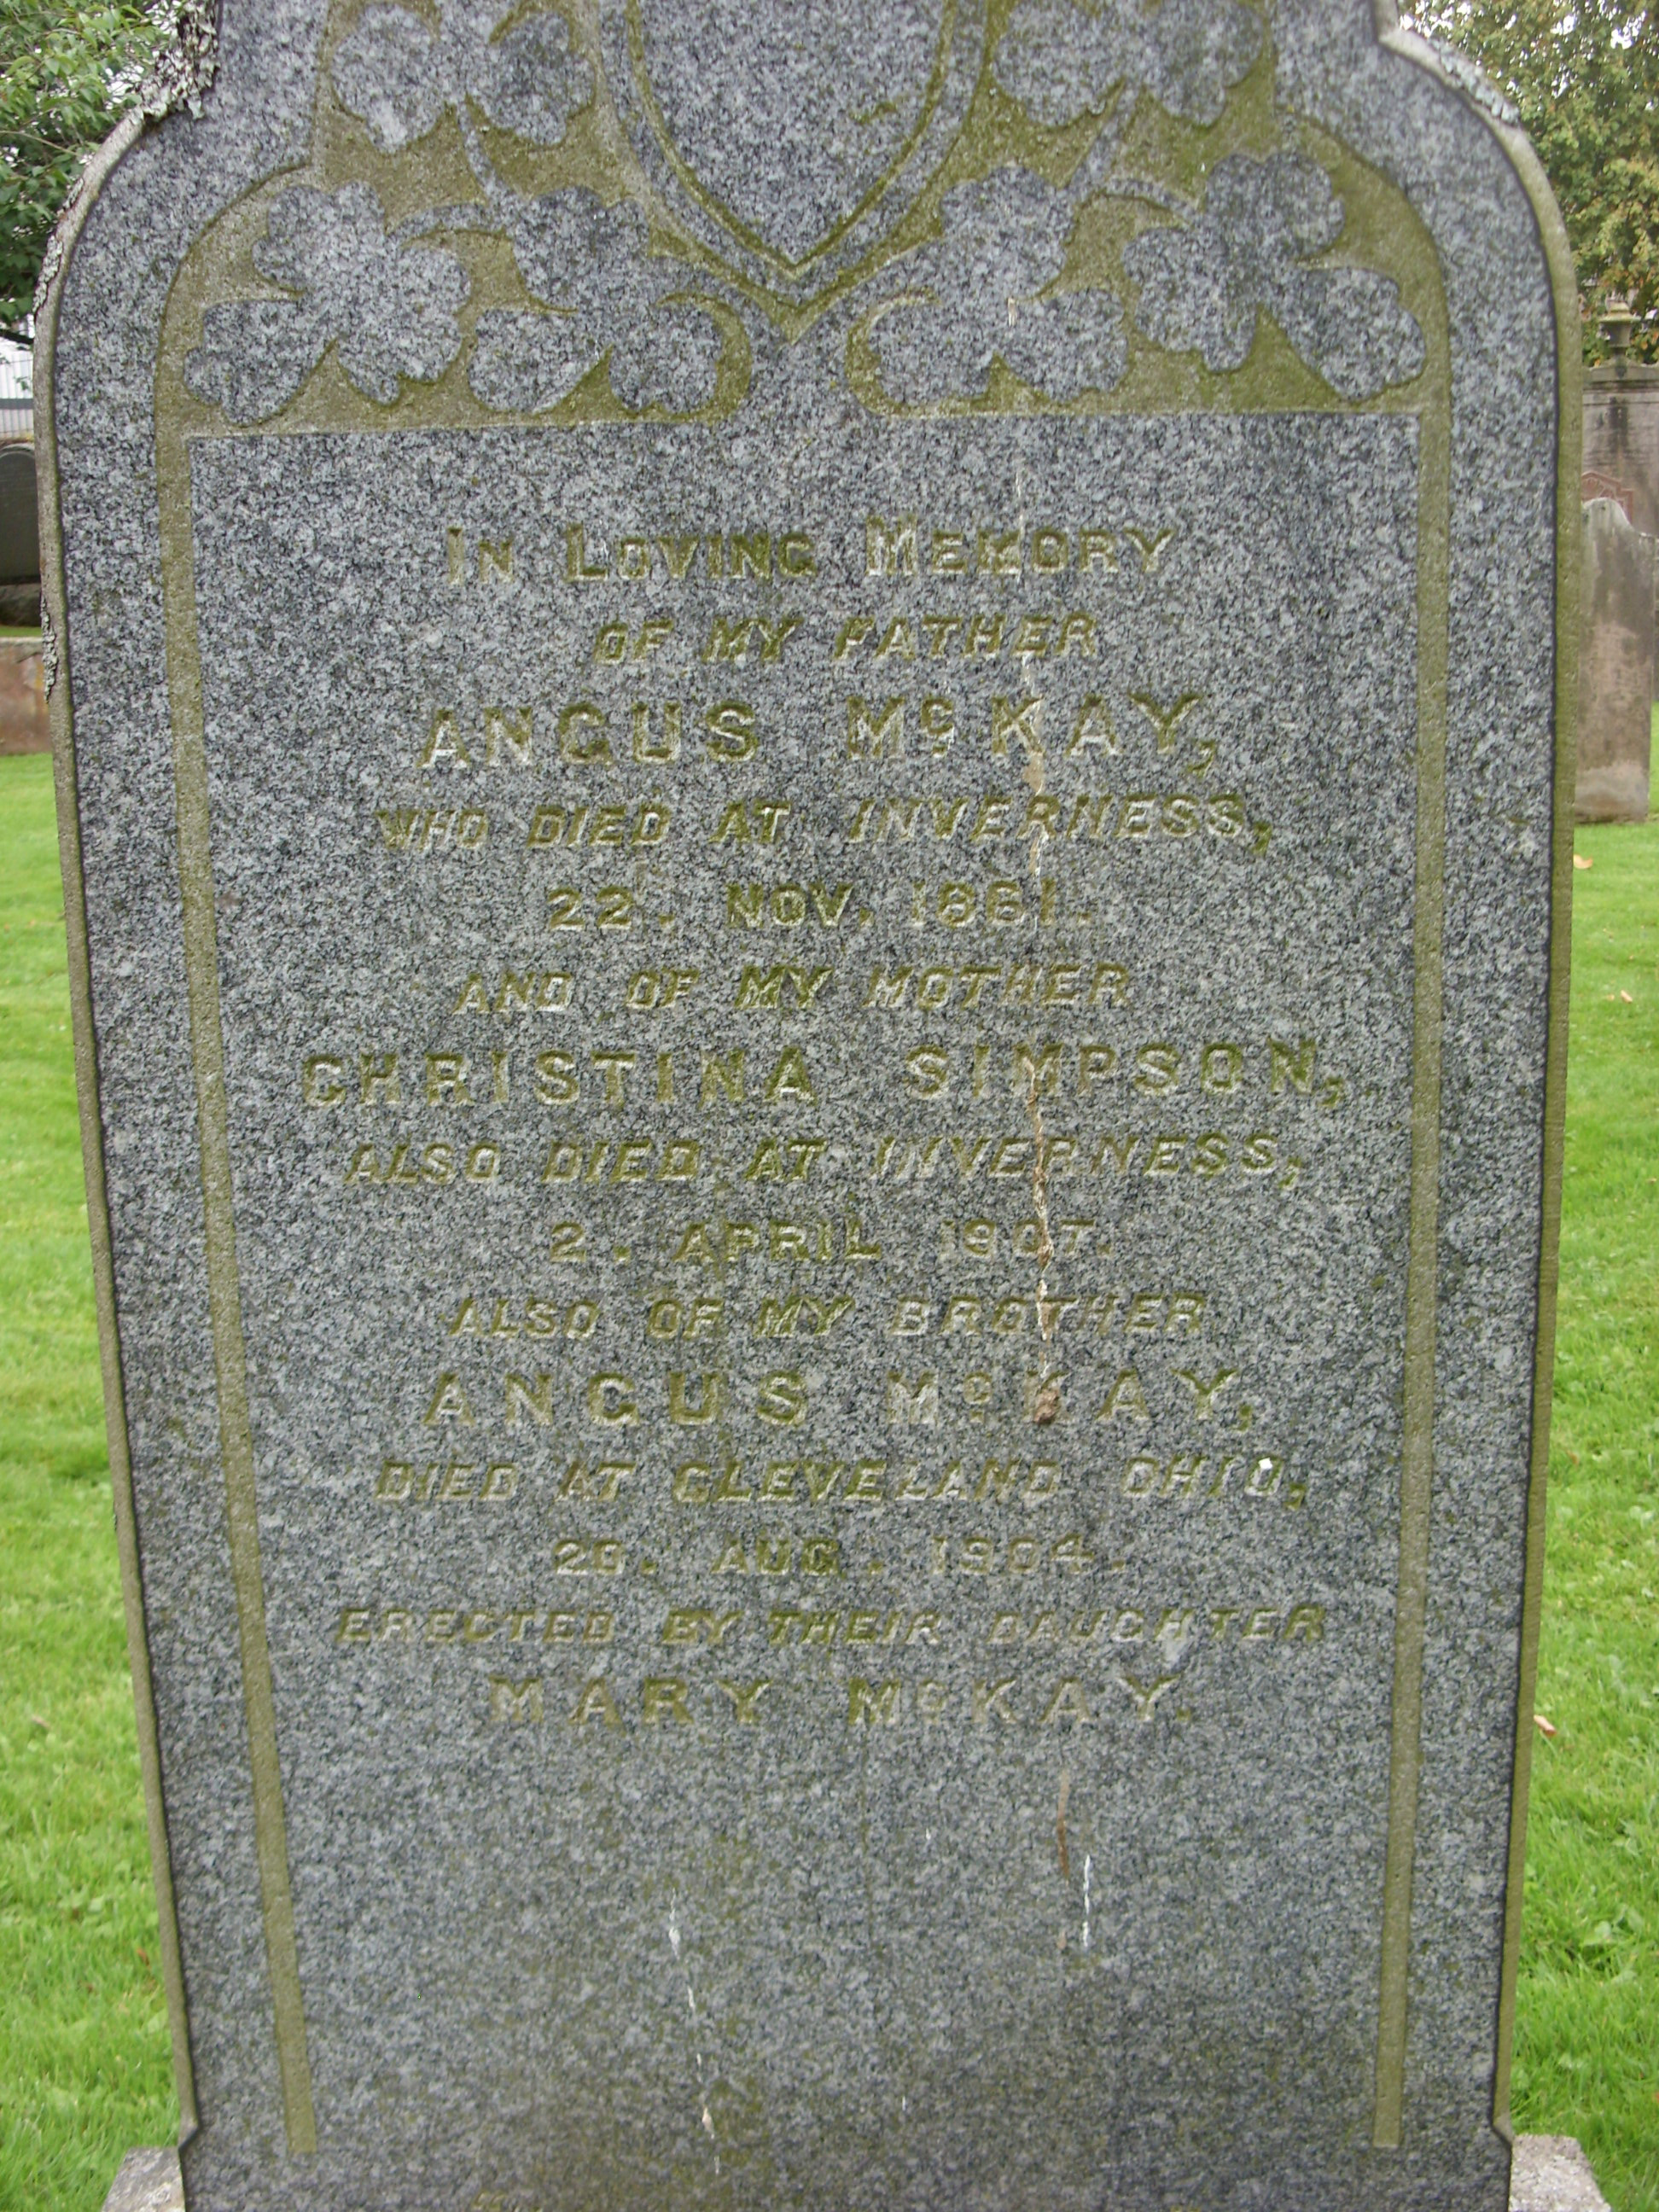 IN LOVING MEMORY
OF MY FATHER
ANGUS McKAY,
WHO DIED AT INVERNESS,
22. NOV. 1881.
AND OF MY MOTHER
CHRISTINA SIMPSON,
ALSO DIED AT INVERNESS,
2. APRIL 1907.
ALSO OF MY BROTHER
ANGUS McKAY,
DIED AT CLEVELAND OHIO,
20. AUG. 1904.
ERECTED BY THEIR DAUGHTER
MARY McKAY.